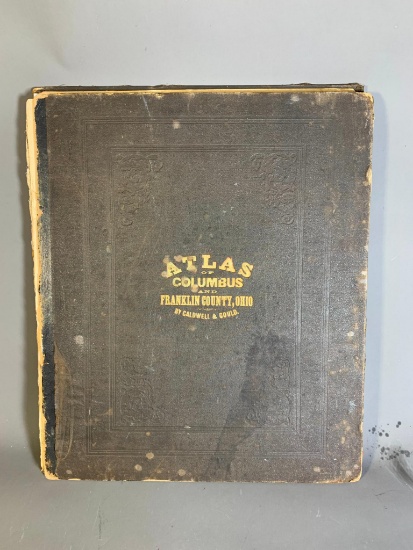 ATLAS
OF
COLUMBUS
AND
FRANKLIN COUNTY, OHIO
BY CALDWELL & GOULD.